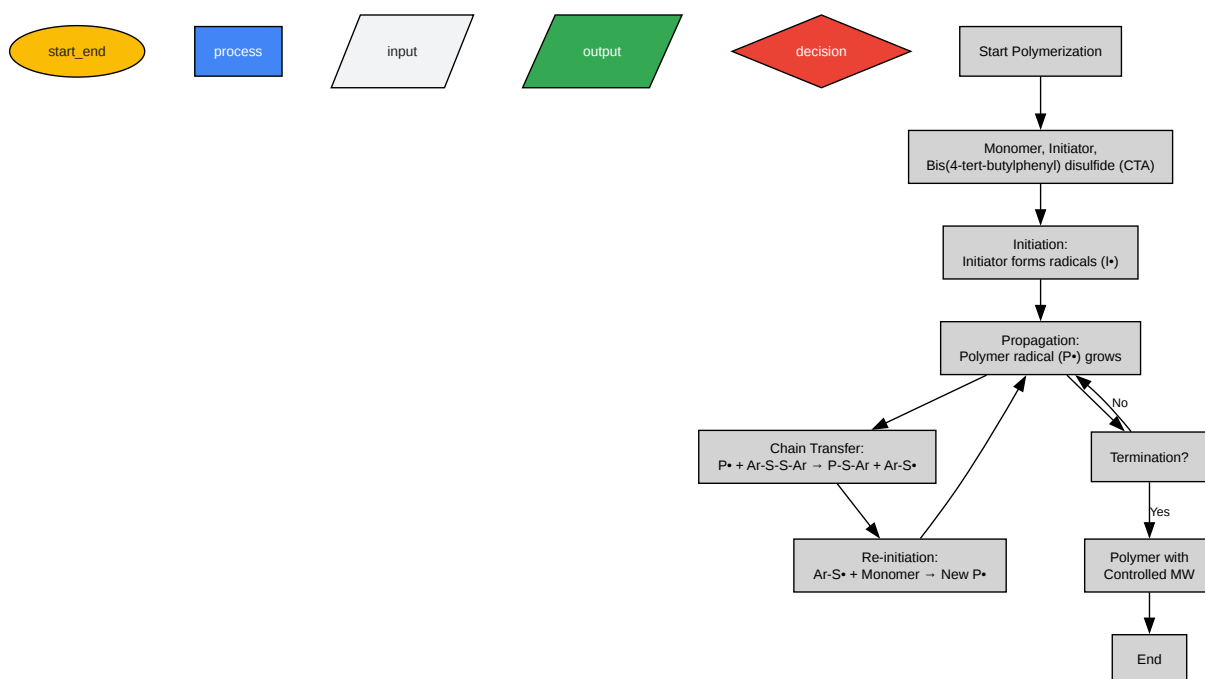 start_end
process
input
output
decision
Start Polymerization
Monomer, Initiator,
Bis(4-tert-butylphenyl) disulfide (CTA)
Initiation:
Initiator forms radicals (I•)
Propagation:
Polymer radical (P•) grows
No
Chain Transfer:
P• + Ar-S-S-Ar → P-S-Ar + Ar-S•
Termination?
Yes
Re-initiation:
Ar-S• + Monomer → New P•
Polymer with
Controlled MW
End